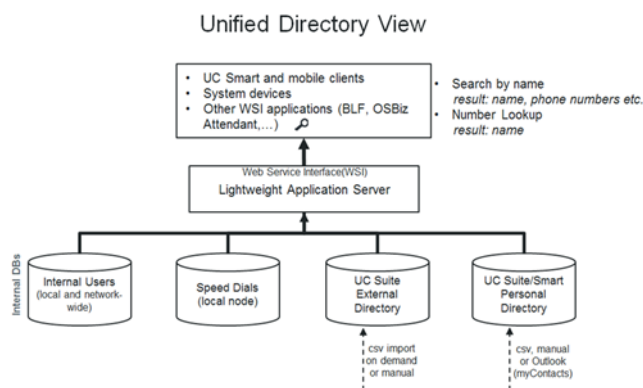 Unified Directory View
• UC Smart and mobile clients
• System devices
• Other WSI applications (BLF, OSBiz
Attendant,…)
• Search by name
result: name, phone numbers etc.
• Number Lookup
result: name
Web Service Interface(WSI)
Lightweight Application Server
Internal DBs
Internal Users
(local and network-
wide)
Speed Dials
(local node)
UC Suite
External
Directory
UC Suite/Smart
Personal
Directory
csv import
on demand
or manual
csv, manual
or Outlook
(myContacts)